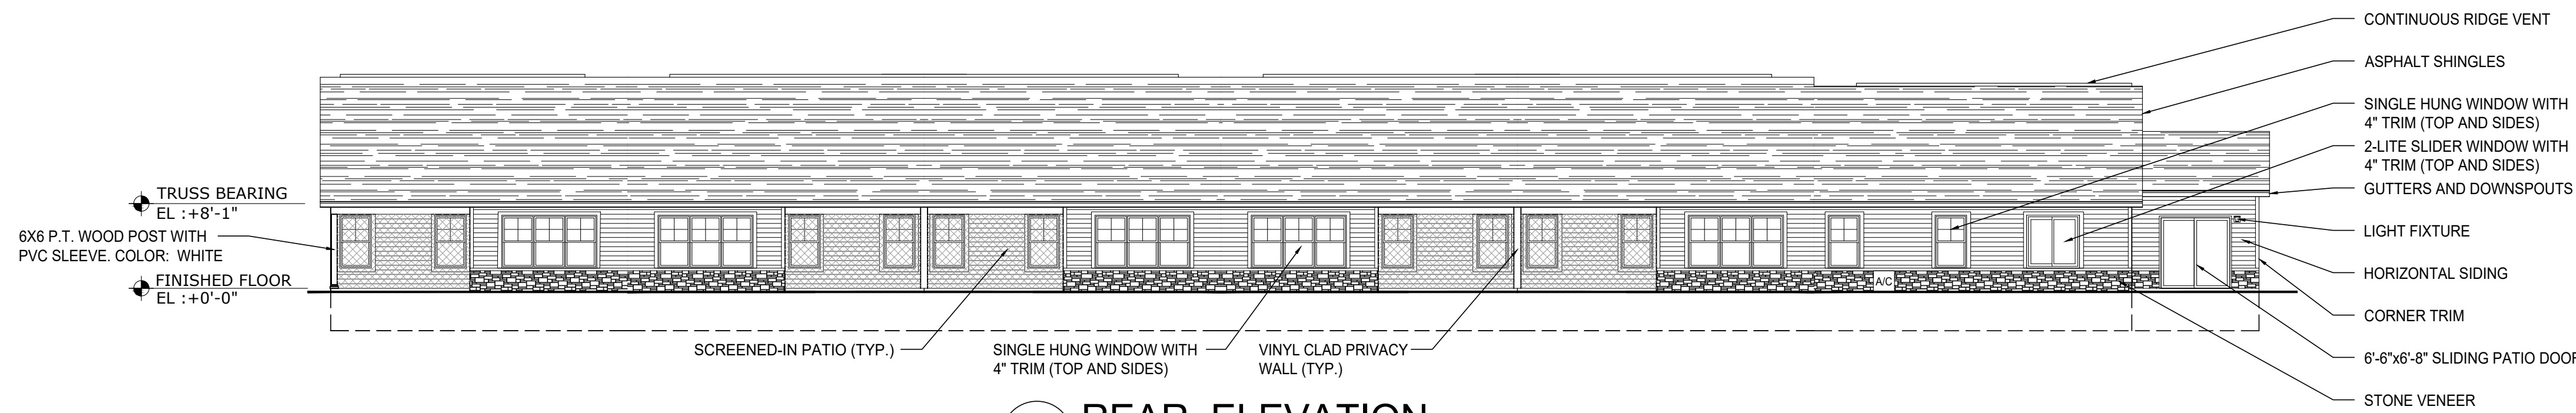 CONTINUOUS RIDGE VENT
ASPHALT SHINGLES
SINGLE HUNG WINDOW WITH
4" TRIM (TOP AND SIDES)
2-LITE SLIDER WINDOW WITH
4" TRIM (TOP AND SIDES)
GUTTERS AND DOWNSPOUTS
LIGHT FIXTURE
HORIZONTAL SIDING
CORNER TRIM
6'-6"x6'-8" SLIDING PATIO DOOR
STONE VENEER
TRUSS BEARING
EL :+8'-1"
6X6 P.T. WOOD POST WITH
PVC SLEEVE. COLOR: WHITE
FINISHED FLOOR
EL :+0'-0"
A/C
SCREENED-IN PATIO (TYP.)
SINGLE HUNG WINDOW WITH
4" TRIM (TOP AND SIDES)
VINYL CLAD PRIVACY
WALL (TYP.)
REAR ELEVATION